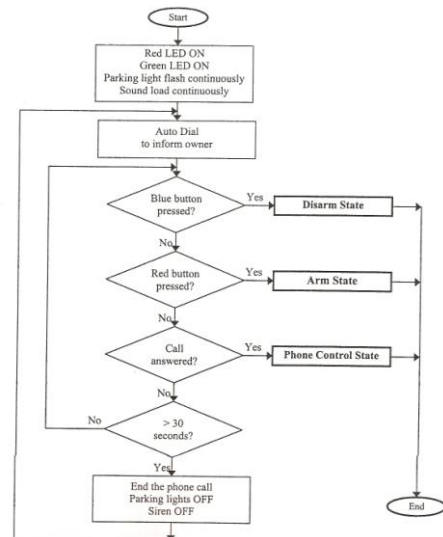 Start
Red LED ON
Green LED ON
Parking light flash continuously
Sound load continuously
Auto Dial
to inform owner
Blue button
pressed?
Yes
Disarm State
No
Red button
pressed?
Yes
Arm State
No
Call
answered?
Yes
Phone Control State
No
> 30
seconds?
No
Yes
End the phone call
Parking lights OFF
Siren OFF
End